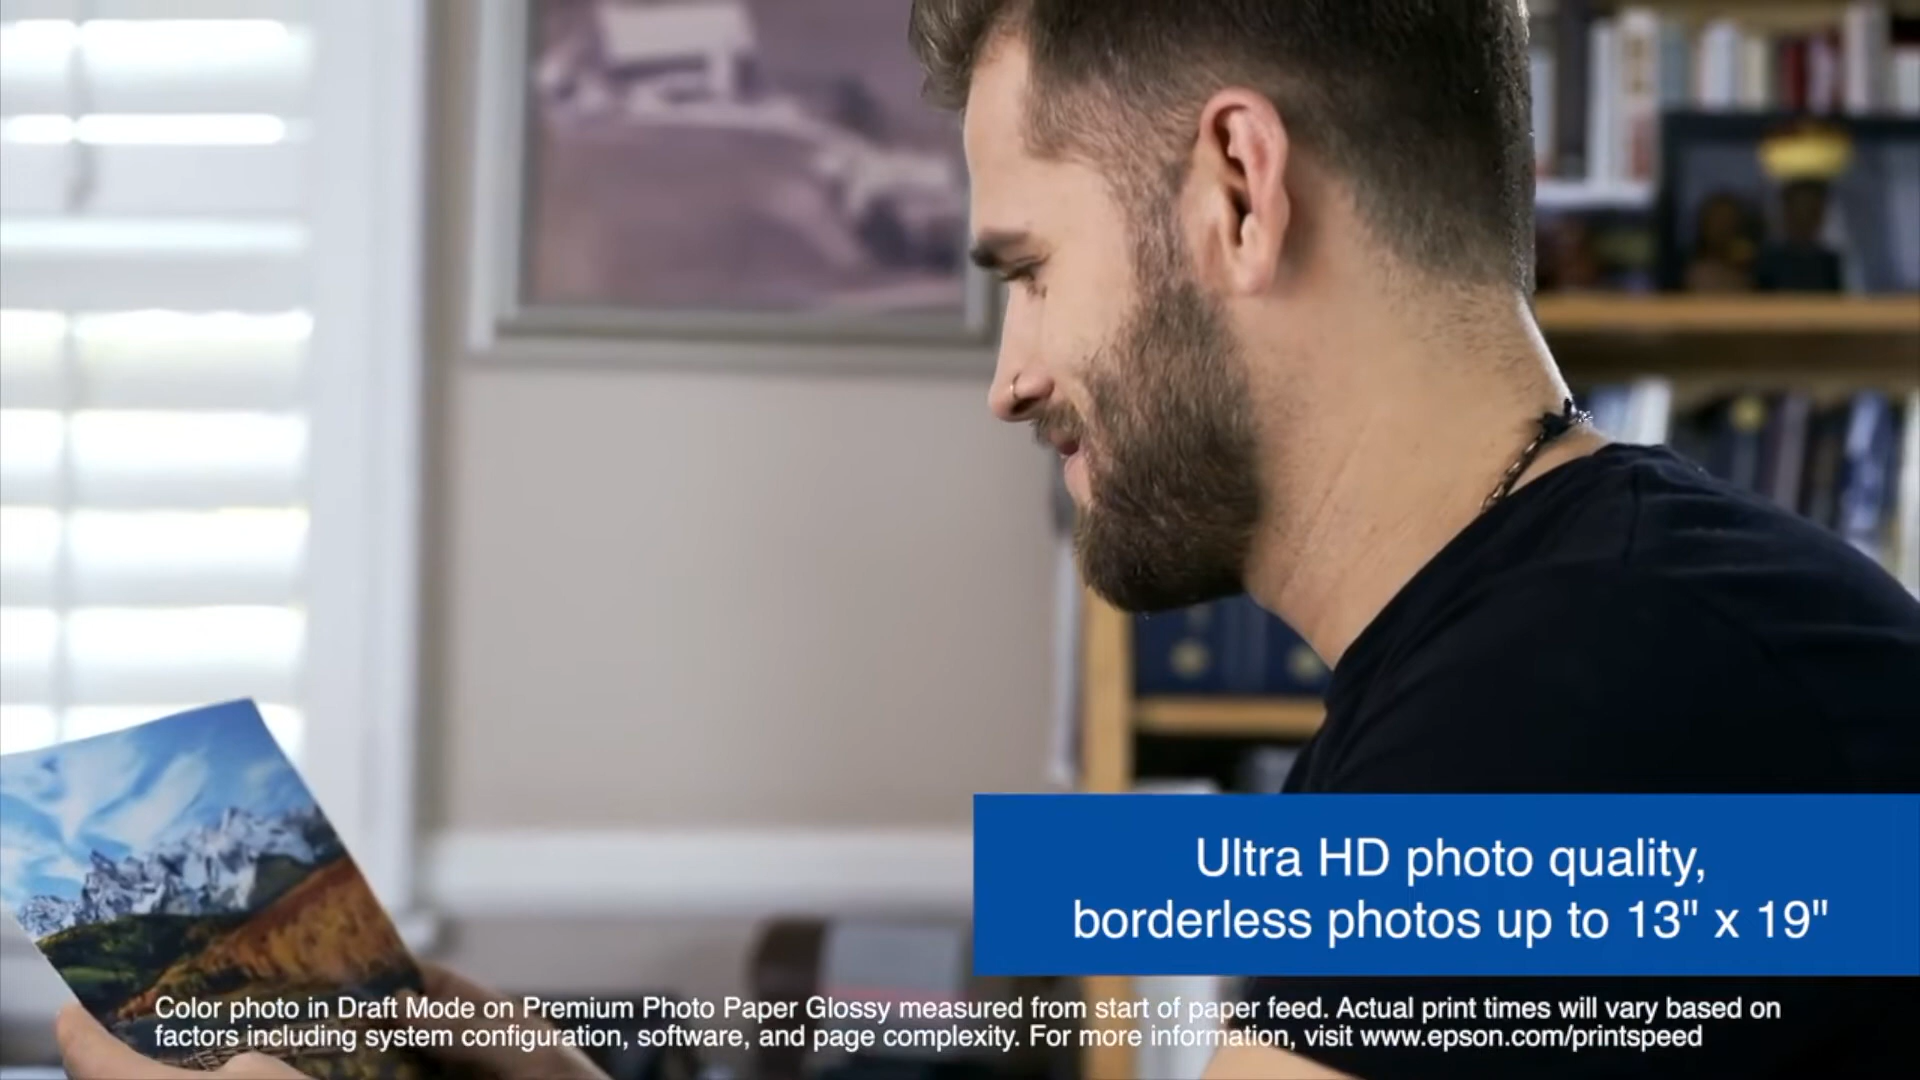 Ultra HD photo quality,
borderless photos up to 13" x 19"
Color photo in Draft Mode on Premium Photo Paper Glossy measured from start of paper feed. Actual print times will vary based on
factors including system configuration, software, and page complexity. For more information, visit www.epson.com/printspeed